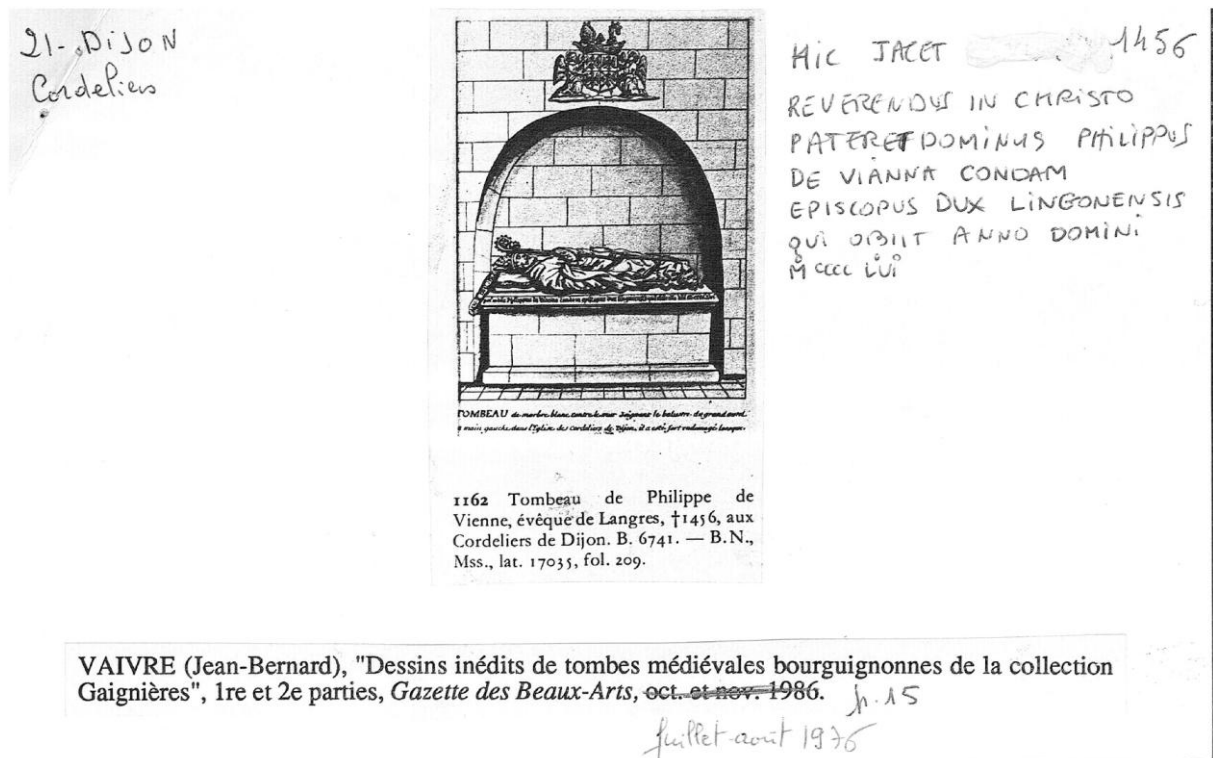 21- DIJON
Cordeliers
HIC JACET 1456
REVERENDUS IN CHRISTO
PATER ET DOMINUS PHILIPPUS
DE VIANNA CONDAM
EPISCOPUS DUX LINGONENSIS
QUI OBIIT ANNO DOMINI
MCCCC LVI
TOMBEAU de marbre blanc contre le mur joignant le balustre du grand autel
a main gauche dans l'Eglise des Cordeliers de Dijon, il a esté fort endomagé
1162 Tombeau de Philippe de
Vienne, évêque de Langres, †1456, aux
Cordeliers de Dijon. B. 6741. — B.N.,
Mss., lat. 17035, fol. 209.
VAIVRE (Jean-Bernard), "Dessins inédits de tombes médiévales bourguignonnes de la collection
Gaignières", 1re et 2e parties, Gazette des Beaux-Arts, oct. et nov. 1986. p. 15
juillet-août 1976